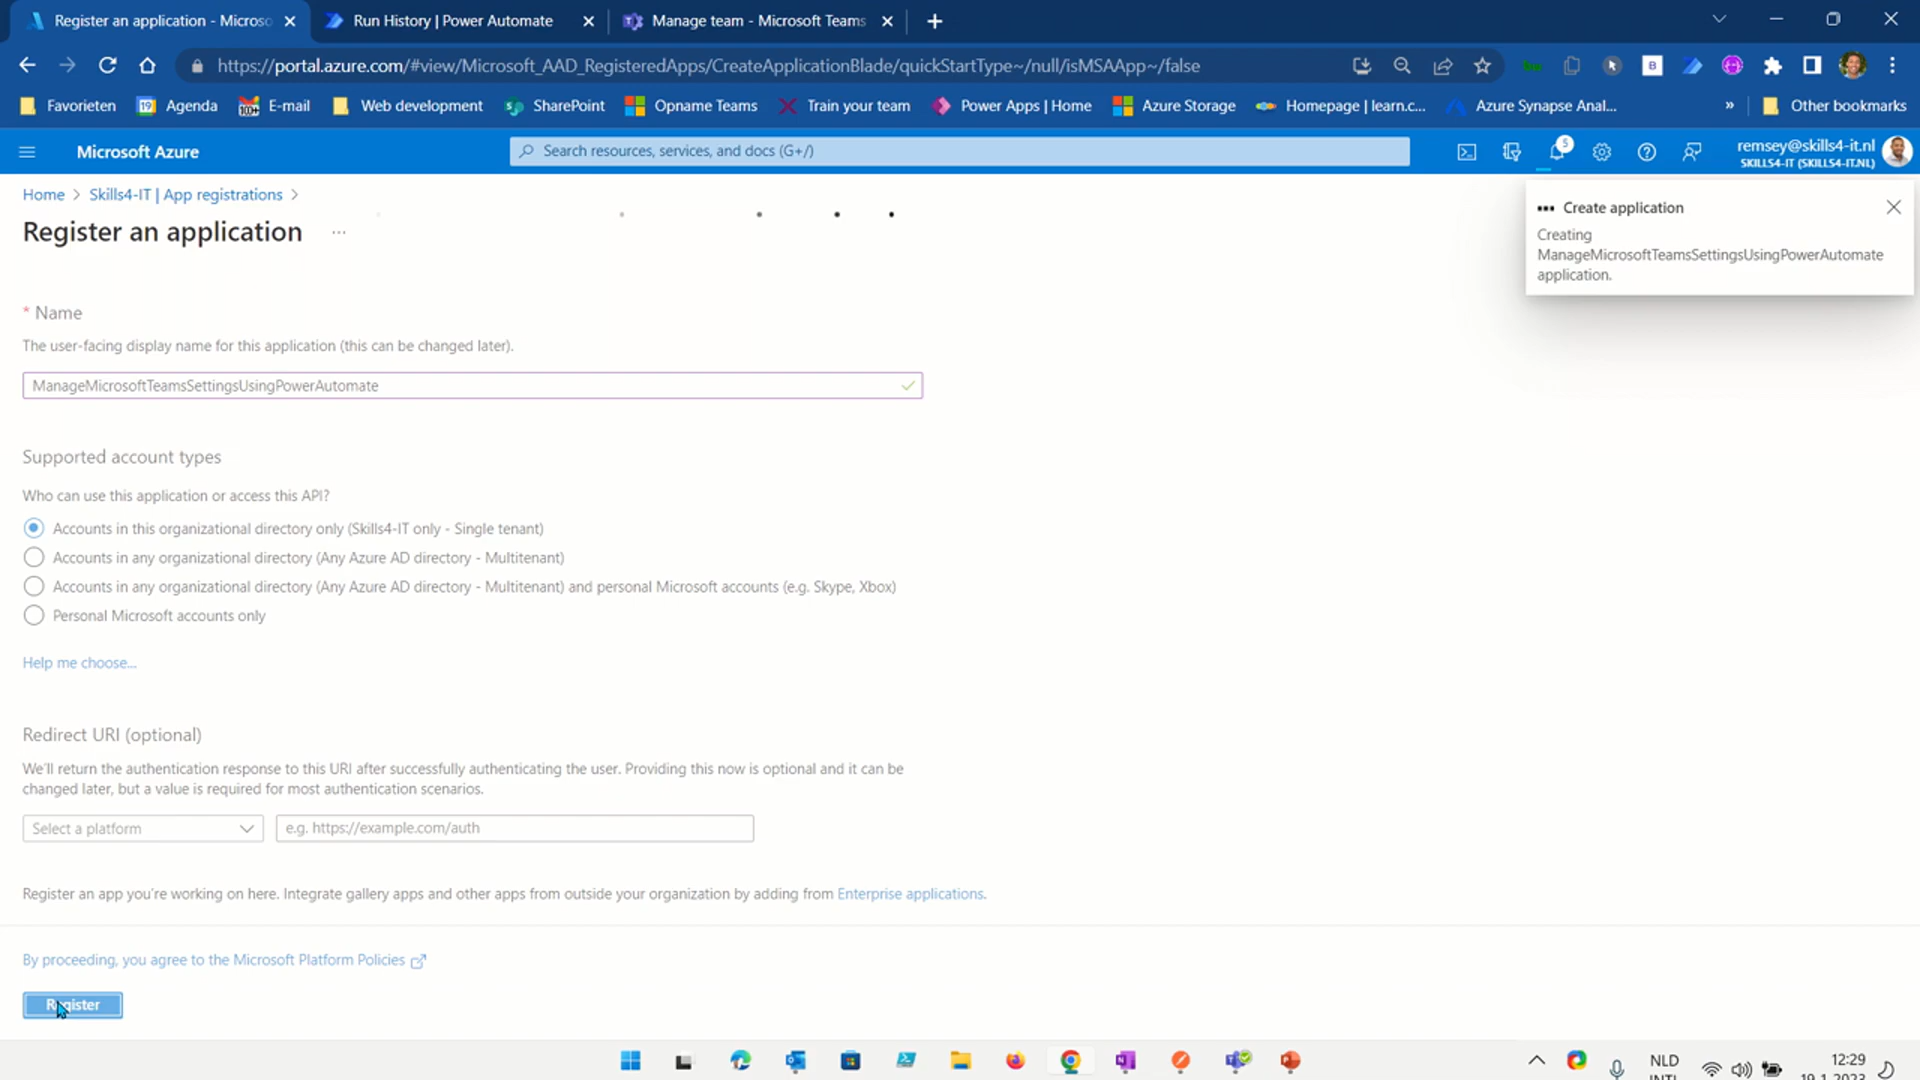 Register an application - Micros
Run History | Power Automate
Manage team - Microsoft Teams
https://portal.azure.com/#view/Microsoft_AAD_RegisteredApps/CreateApplicationBlade/quickStartType~/null/isMSAApp~/false
Favorieten
19
Agenda
100+
E-mail
Web development
SharePoint
Opname Teams
Train your team
Power Apps | Home
Azure Storage
Homepage | learn.c...
Azure Synapse Anal...
»
Other bookmarks
Microsoft Azure
Search resources, services, and docs (G+/)
5
remsey@skills4-it.nl
SKILLS4-IT (SKILLS4-IT.NL)
Home > Skills4-IT | App registrations >
Register an application ...
Create application
Creating
ManageMicrosoftTeamsSettingsUsingPowerAutomate
application.
* Name
The user-facing display name for this application (this can be changed later).
ManageMicrosoftTeamsSettingsUsingPowerAutomate
Supported account types
Who can use this application or access this API?
Accounts in this organizational directory only (Skills4-IT only - Single tenant)
Accounts in any organizational directory (Any Azure AD directory - Multitenant)
Accounts in any organizational directory (Any Azure AD directory - Multitenant) and personal Microsoft accounts (e.g. Skype, Xbox)
Personal Microsoft accounts only
Help me choose...
Redirect URI (optional)
We'll return the authentication response to this URI after successfully authenticating the user. Providing this now is optional and it can be
changed later, but a value is required for most authentication scenarios.
Select a platform
e.g. https://example.com/auth
Register an app you're working on here. Integrate gallery apps and other apps from outside your organization by adding from Enterprise applications.
By proceeding, you agree to the Microsoft Platform Policies
Register
NLD
INTL
12:29
19-1-2023